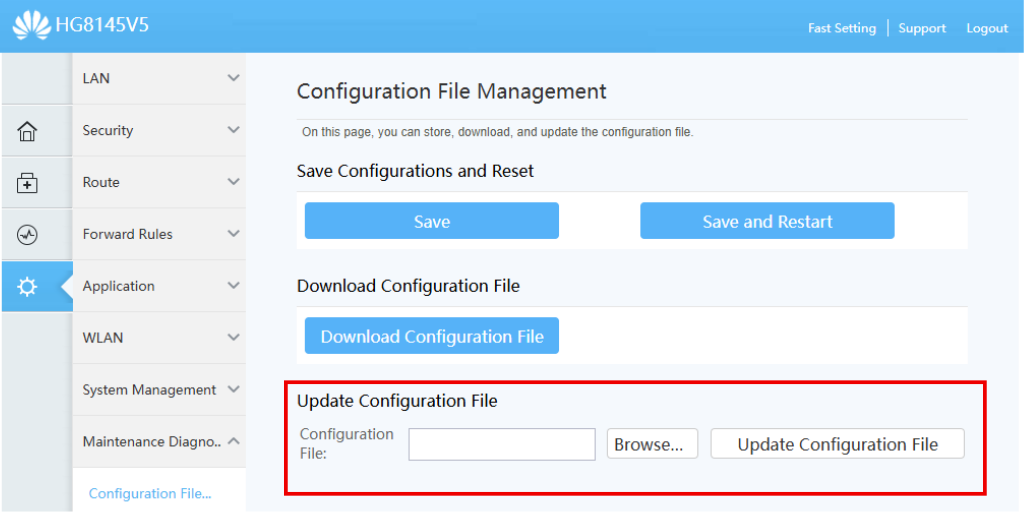 HG8145V5
Fast Setting
Support
Logout
LAN
Security
Route
Forward Rules
Application
WLAN
System Management
Maintenance Diagno..
Configuration File...
Configuration File Management
On this page, you can store, download, and update the configuration file.
Save Configurations and Reset
Save
Save and Restart
Download Configuration File
Download Configuration File
Update Configuration File
Configuration
File:
Browse...
Update Configuration File